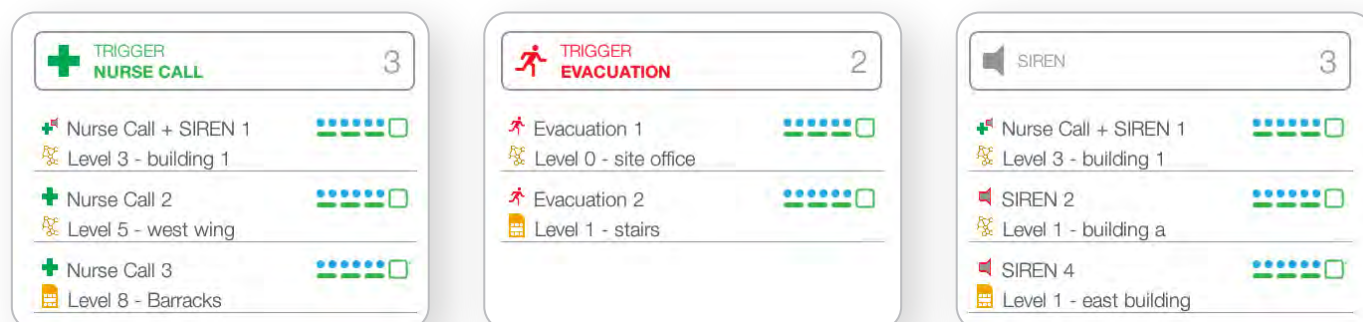 TRIGGER
NURSE CALL
3
Nurse Call + SIREN 1
Level 3 - building 1
Nurse Call 2
Level 5 - west wing
Nurse Call 3
Level 8 - Barracks
TRIGGER
EVACUATION
2
Evacuation 1
Level 0 - site office
Evacuation 2
Level 1 - stairs
SIREN
3
Nurse Call + SIREN 1
Level 3 - building 1
SIREN 2
Level 1 - building a
SIREN 4
Level 1 - east building